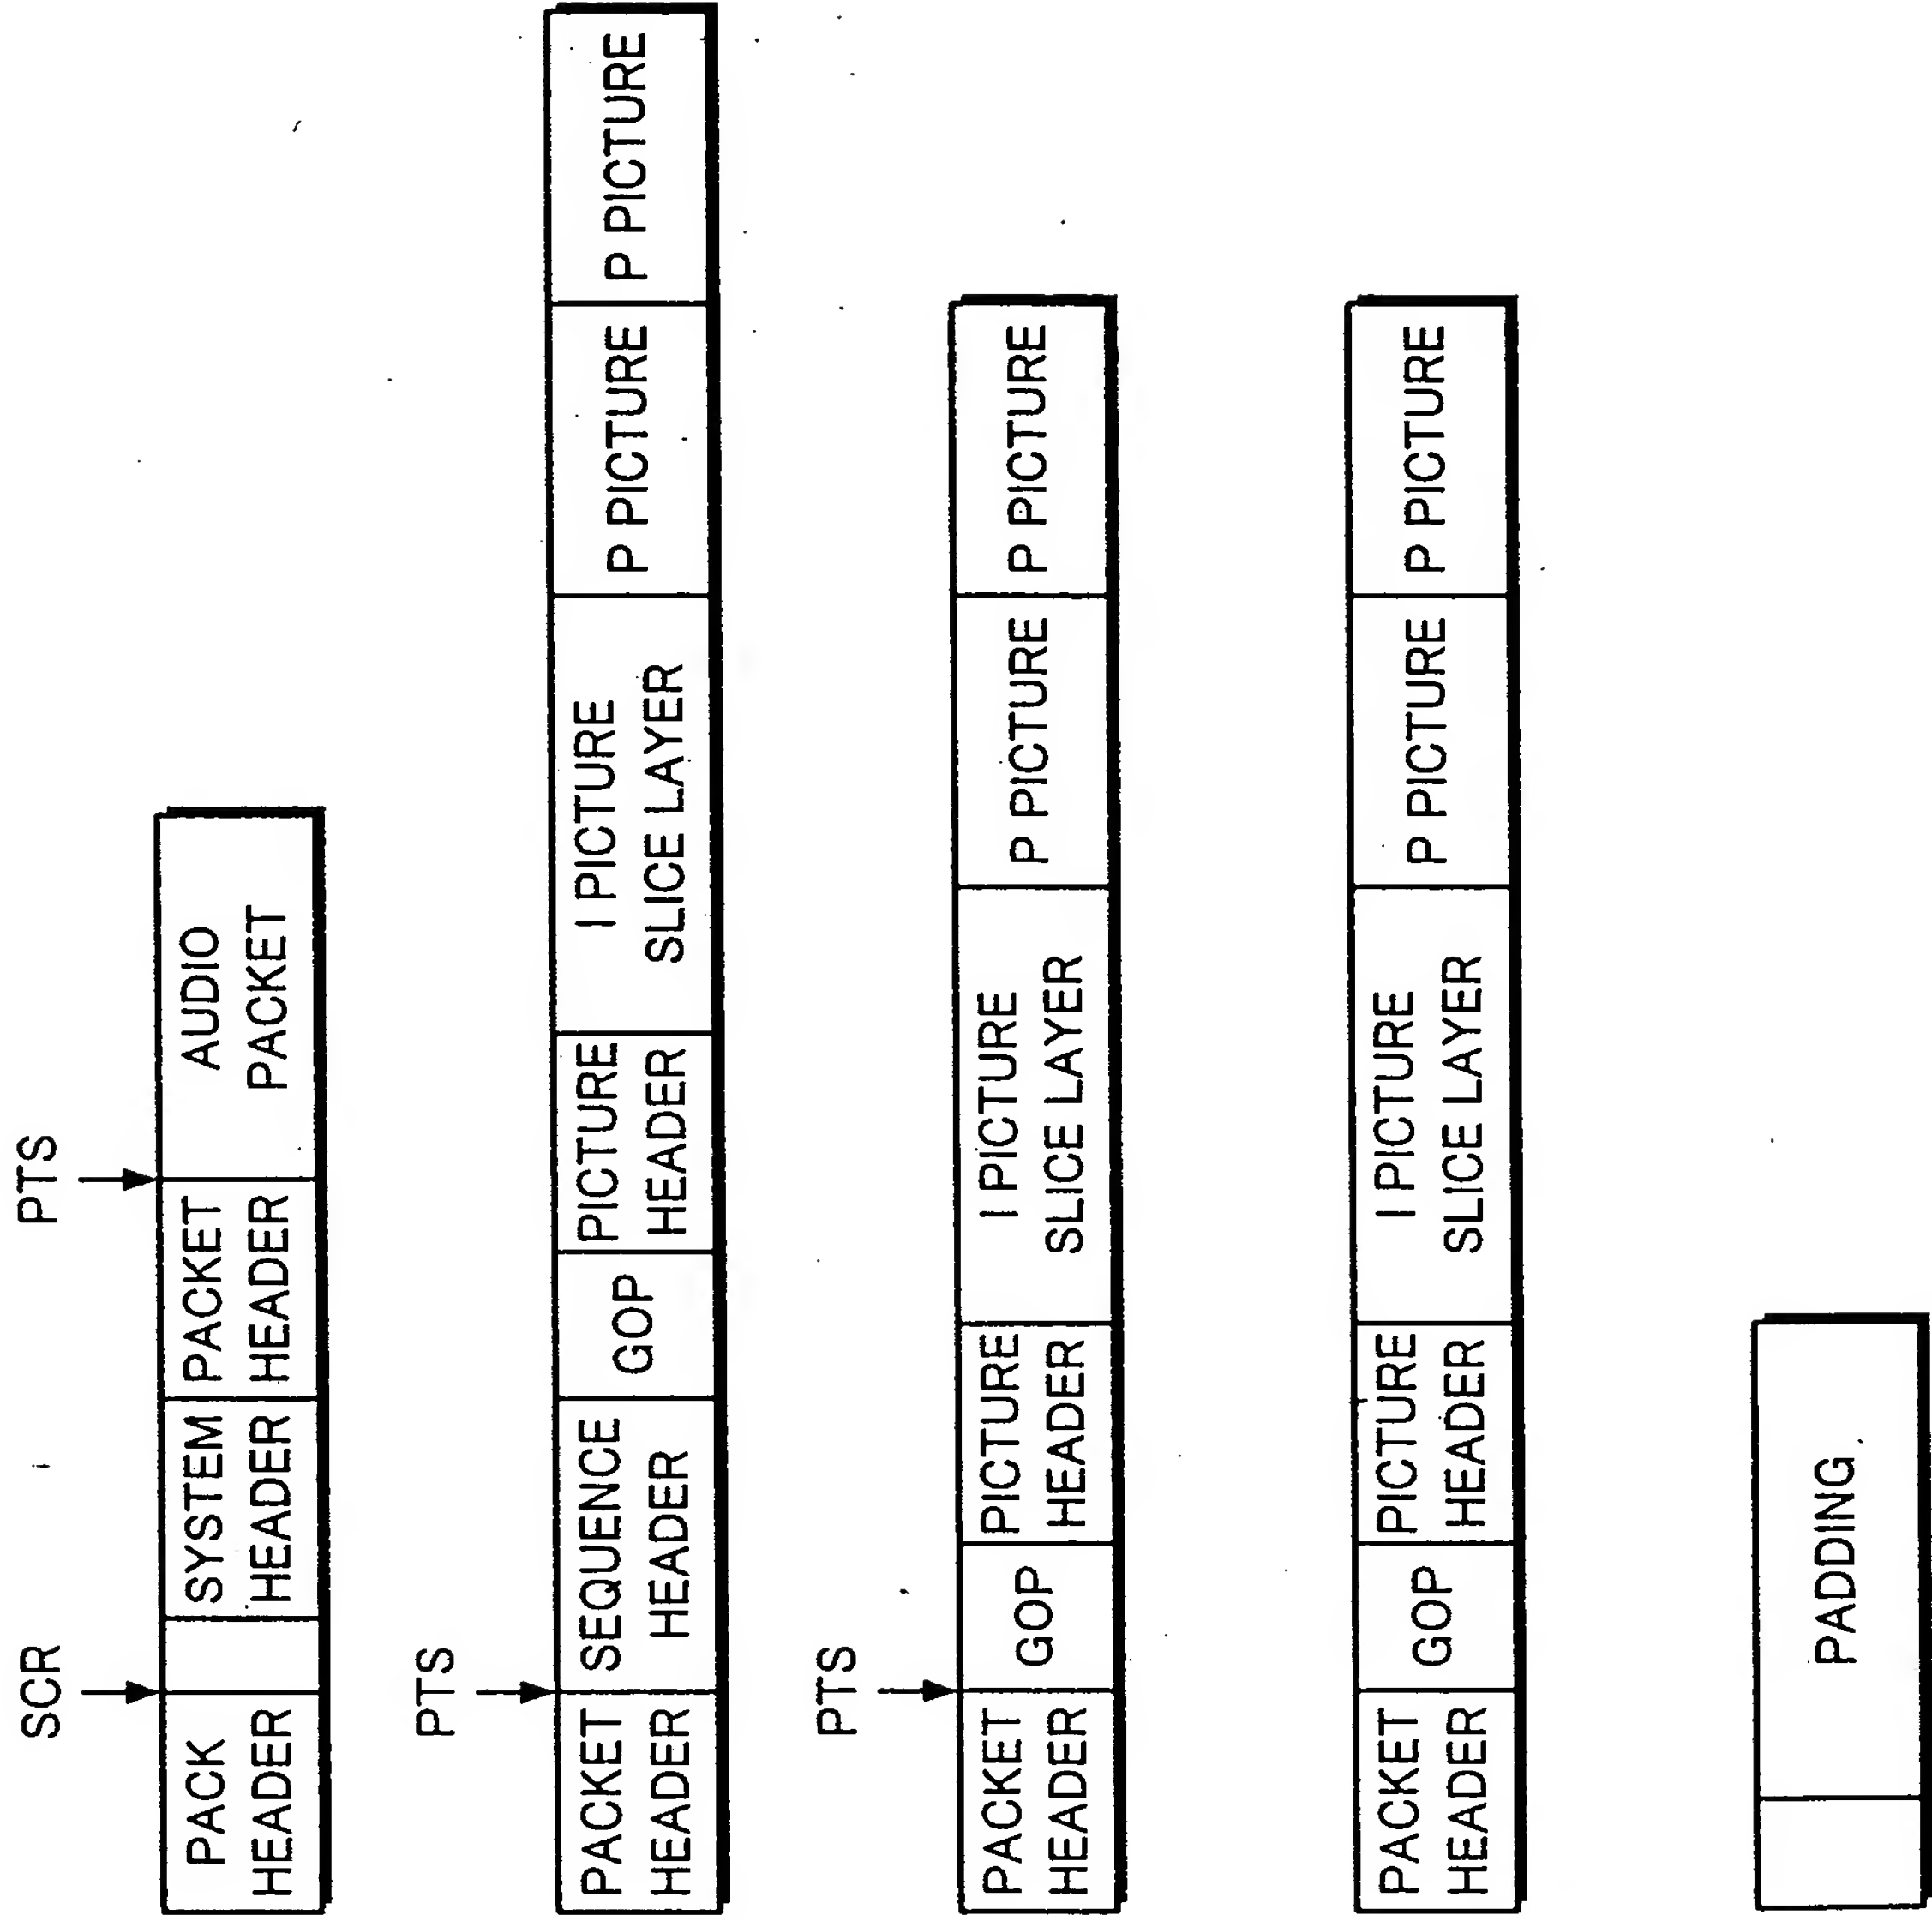 SCR
PTS
PACK
HEADER
SYSTEM
HEADER
PACKET
HEADER
AUDIO
PACKET
PTS
PACKET
HEADER
SEQUENCE
HEADER
GOP
PICTURE
HEADER
I PICTURE
SLICE LAYER
P PICTURE
P PICTURE
PTS
PACKET
HEADER
GOP
PICTURE
HEADER
I PICTURE
SLICE LAYER
P PICTURE
P PICTURE
PACKET
HEADER
GOP
PICTURE
HEADER
I PICTURE
SLICE LAYER
P PICTURE
P PICTURE
PADDING